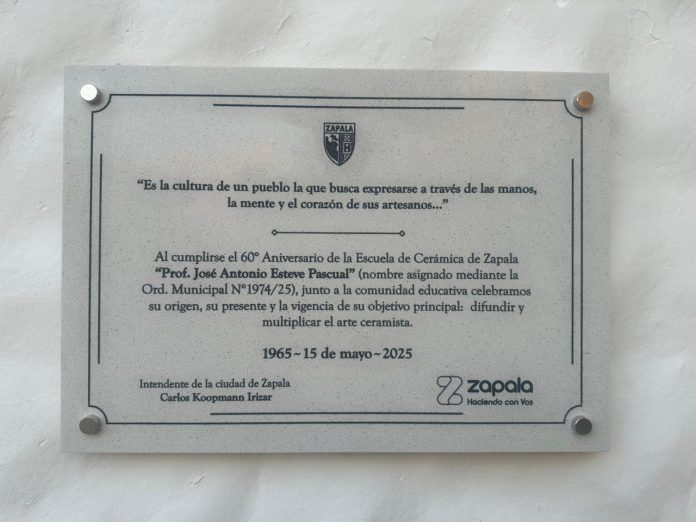 ZAPALA
“Es la cultura de un pueblo la que busca expresarse a través de las manos,
la mente y el corazón de sus artesanos...”
Al cumplirse el 60° Aniversario de la Escuela de Cerámica de Zapala
“Prof. José Antonio Esteve Pascual” (nombre asignado mediante la
Ord. Municipal N°1974/25), junto a la comunidad educativa celebramos
su origen, su presente y la vigencia de su objetivo principal: difundir y
multiplicar el arte ceramista.
1965~15 de mayo~2025
Intendente de la ciudad de Zapala
Carlos Koopmann Irizar
zapala
Haciendo con Vos